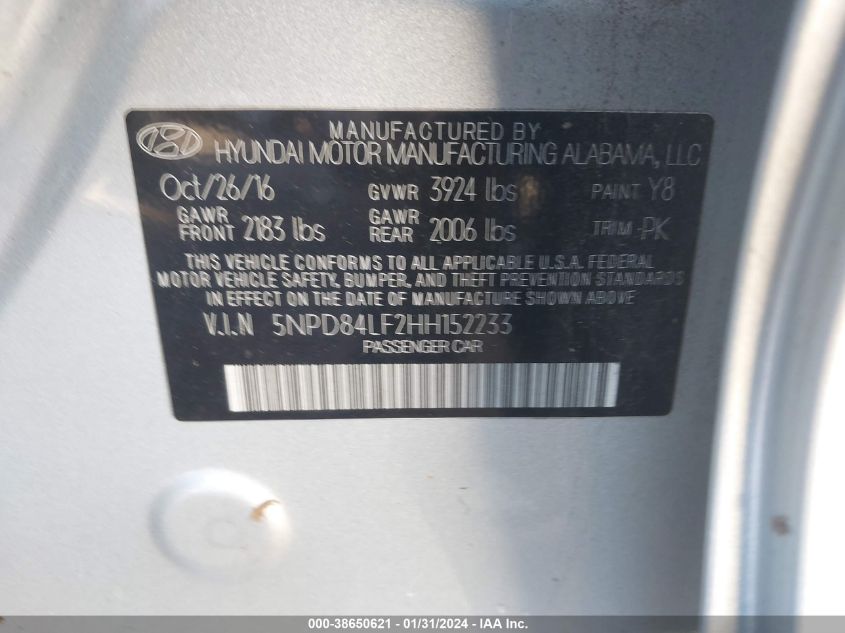 MANUFACTURED BY
HYUNDAI MOTOR MANUFACTURING ALABAMA, LLC
Oct/26/16 GVWR 3924 lbs PAINT Y8
GAWR FRONT 2183 lbs GAWR REAR 2006 lbs TRIM PK
THIS VEHICLE CONFORMS TO ALL APPLICABLE U.S.A. FEDERAL
MOTOR VEHICLE SAFETY, BUMPER, AND THEFT PREVENTION STANDARDS
IN EFFECT ON THE DATE OF MANUFACTURE SHOWN ABOVE.
V.I.N 5NPD84LF2HH152233
PASSENGER CAR
000-38650621 - 01/31/2024 - IAA Inc.